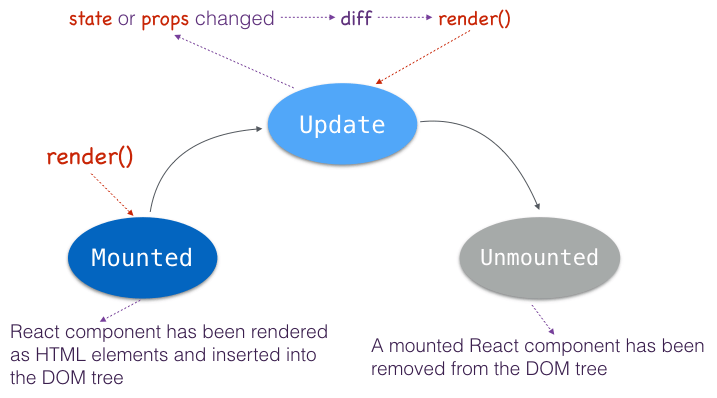 state or props changed diff render()
Update
render()
Mounted
Unmounted
React component has been rendered
as HTML elements and inserted into
the DOM tree
A mounted React component has been
removed from the DOM tree